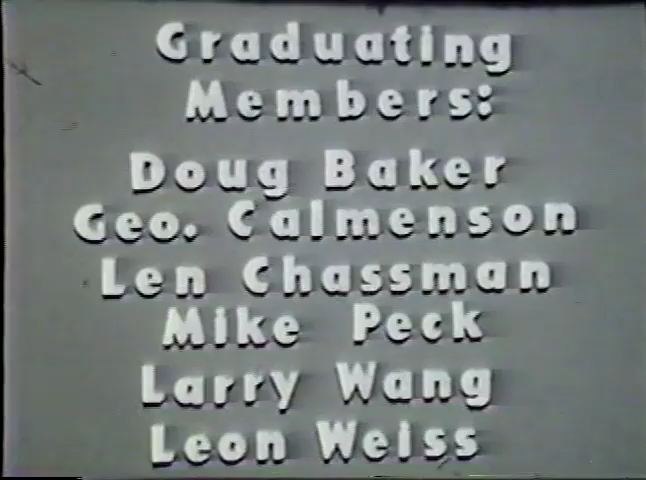 Graduating
Members:
Doug Baker
Geo. Calmenson
Len Chassman
Mike Peck
Larry Wang
Leon Weiss